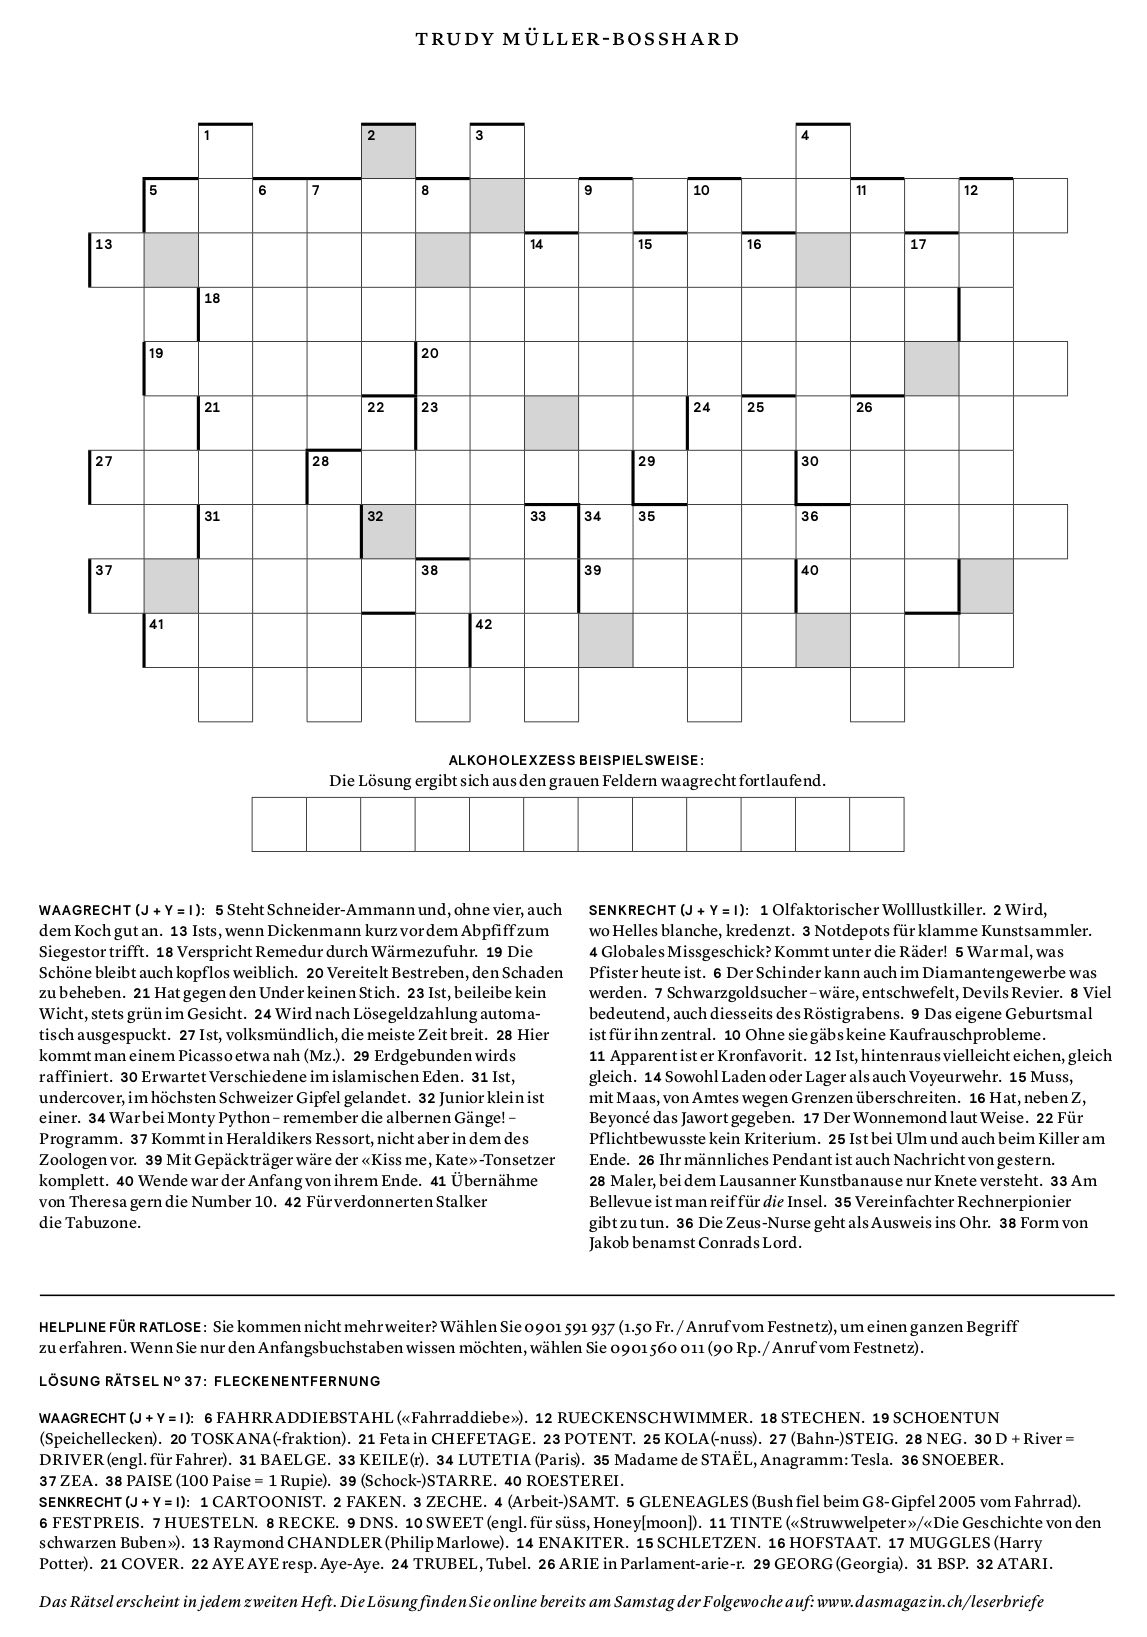 TRUDY MÜLLER-BOSSHARD
1 2 3 4
5 6 7 8 9 10 11 12
13 14 15 16 17
18
19 20
21 22 23 24 25 26
27 28 29 30
31 32 33 34 35 36
37 38 39 40
41 42
ALKOHOLEXZESS BEISPIELSWEISE:
Die Lösung ergibt sich aus den grauen Feldern waagrecht fortlaufend.
WAAGRECHT (J + Y = I): 5 Steht Schneider-Ammann und, ohne vier, auch
dem Koch gut an. 13 Ists, wenn Dickenmann kurz vor dem Abpfiff zum
Siegestor trifft. 18 Verspricht Remedur durch Wärmezufuhr. 19 Die
Schöne bleibt auch kopflos weiblich. 20 Vereitelt Bestreben, den Schaden
zu beheben. 21 Hat gegen den Under keinen Stich. 23 Ist, beileibe kein
Wicht, stets grün im Gesicht. 24 Wird nach Lösegeldzahlung automa-
tisch ausgespuckt. 27 Ist, volksmündlich, die meiste Zeit breit. 28 Hier
kommt man einem Picasso etwa nah (Mz.). 29 Erdgebunden wirds
raffiniert. 30 Erwartet Verschiedene im islamischen Eden. 31 Ist,
undercover, im höchsten Schweizer Gipfel gelandet. 32 Junior klein ist
einer. 34 War bei Monty Python – remember die albernen Gänge! –
Programm. 37 Kommt in Heraldikers Ressort, nicht aber in dem des
Zoologen vor. 39 Mit Gepäckträger wäre der «Kiss me, Kate»-Tonsetzer
komplett. 40 Wende war der Anfang von ihrem Ende. 41 Übernähme
von Theresa gern die Number 10. 42 Für verdonnerten Stalker
die Tabuzone.
SENKRECHT (J + Y = I): 1 Olfaktorischer Wolllustkiller. 2 Wird,
wo Helles blanche, kredenzt. 3 Notdepots für klamme Kunstsammler.
4 Globales Missgeschick? Kommt unter die Räder! 5 War mal, was
Pfister heute ist. 6 Der Schinder kann auch im Diamantengewerbe was
werden. 7 Schwarzgoldsucher – wäre, entschwefelt, Devils Revier. 8 Viel
bedeutend, auch diesseits des Röstigrabens. 9 Das eigene Geburtsmal
ist für ihn zentral. 10 Ohne sie gäbs keine Kaufrauschprobleme.
11 Apparent ist er Kronfavorit. 12 Ist, hintenraus vielleicht eichen, gleich
gleich. 14 Sowohl Laden oder Lager als auch Voyeurwehr. 15 Muss,
mit Maas, von Amtes wegen Grenzen überschreiten. 16 Hat, neben Z,
Beyoncé das Jawort gegeben. 17 Der Wonnemond laut Weise. 22 Für
Pflichtbewusste kein Kriterium. 25 Ist bei Ulm und auch beim Killer am
Ende. 26 Ihr männliches Pendant ist auch Nachricht von gestern.
28 Maler, bei dem Lausanner Kunstbanause nur Knete versteht. 33 Am
Bellevue ist man reif für die Insel. 35 Vereinfachter Rechnerpionier
gibt zu tun. 36 Die Zeus-Nurse geht als Ausweis ins Ohr. 38 Form von
Jakob benamst Conrads Lord.
HELPLINE FÜR RATLOSE: Sie kommen nicht mehr weiter? Wählen Sie 0901 591 937 (1.50 Fr. / Anruf vom Festnetz), um einen ganzen Begriff
zu erfahren. Wenn Sie nur den Anfangsbuchstaben wissen möchten, wählen Sie 0901 560 011 (90 Rp. / Anruf vom Festnetz).
LÖSUNG RÄTSEL Nº 37: FLECKENENTFERNUNG
WAAGRECHT (J + Y = I): 6 FAHRRADDIEBSTAHL («Fahrraddiebe»). 12 RUECKENSCHWIMMER. 18 STECHEN. 19 SCHOENTUN
(Speichellecken). 20 TOSKANA(-fraktion). 21 Feta in CHEFETAGE. 23 POTENT. 25 KOLA(-nuss). 27 (Bahn-)STEIG. 28 NEG. 30 D + River =
DRIVER (engl. für Fahrer). 31 BAELGE. 33 KEILE(r). 34 LUTETIA (Paris). 35 Madame de STAËL, Anagramm: Tesla. 36 SNOEBER.
37 ZEA. 38 PAISE (100 Paise = 1 Rupie). 39 (Schock-)STARRE. 40 ROESTEREI.
SENKRECHT (J + Y = I): 1 CARTOONIST. 2 FAKEN. 3 ZECHE. 4 (Arbeit-)SAMT. 5 GLENEAGLES (Bush fiel beim G8-Gipfel 2005 vom Fahrrad).
6 FESTPREIS. 7 HUESTELN. 8 RECKE. 9 DNS. 10 SWEET (engl. für süss, Honey[moon]). 11 TINTE («Struwwelpeter»/«Die Geschichte von den
schwarzen Buben»). 13 Raymond CHANDLER (Philip Marlowe). 14 ENAKITER. 15 SCHLETZEN. 16 HOFSTAAT. 17 MUGGLES (Harry
Potter). 21 COVER. 22 AYE AYE resp. Aye-Aye. 24 TRUBEL, Tubel. 26 ARIE in Parlament-arie-r. 29 GEORG (Georgia). 31 BSP. 32 ATARI.
Das Rätsel erscheint in jedem zweiten Heft. Die Lösung finden Sie online bereits am Samstag der Folgewoche auf: www.dasmagazin.ch/leserbriefe